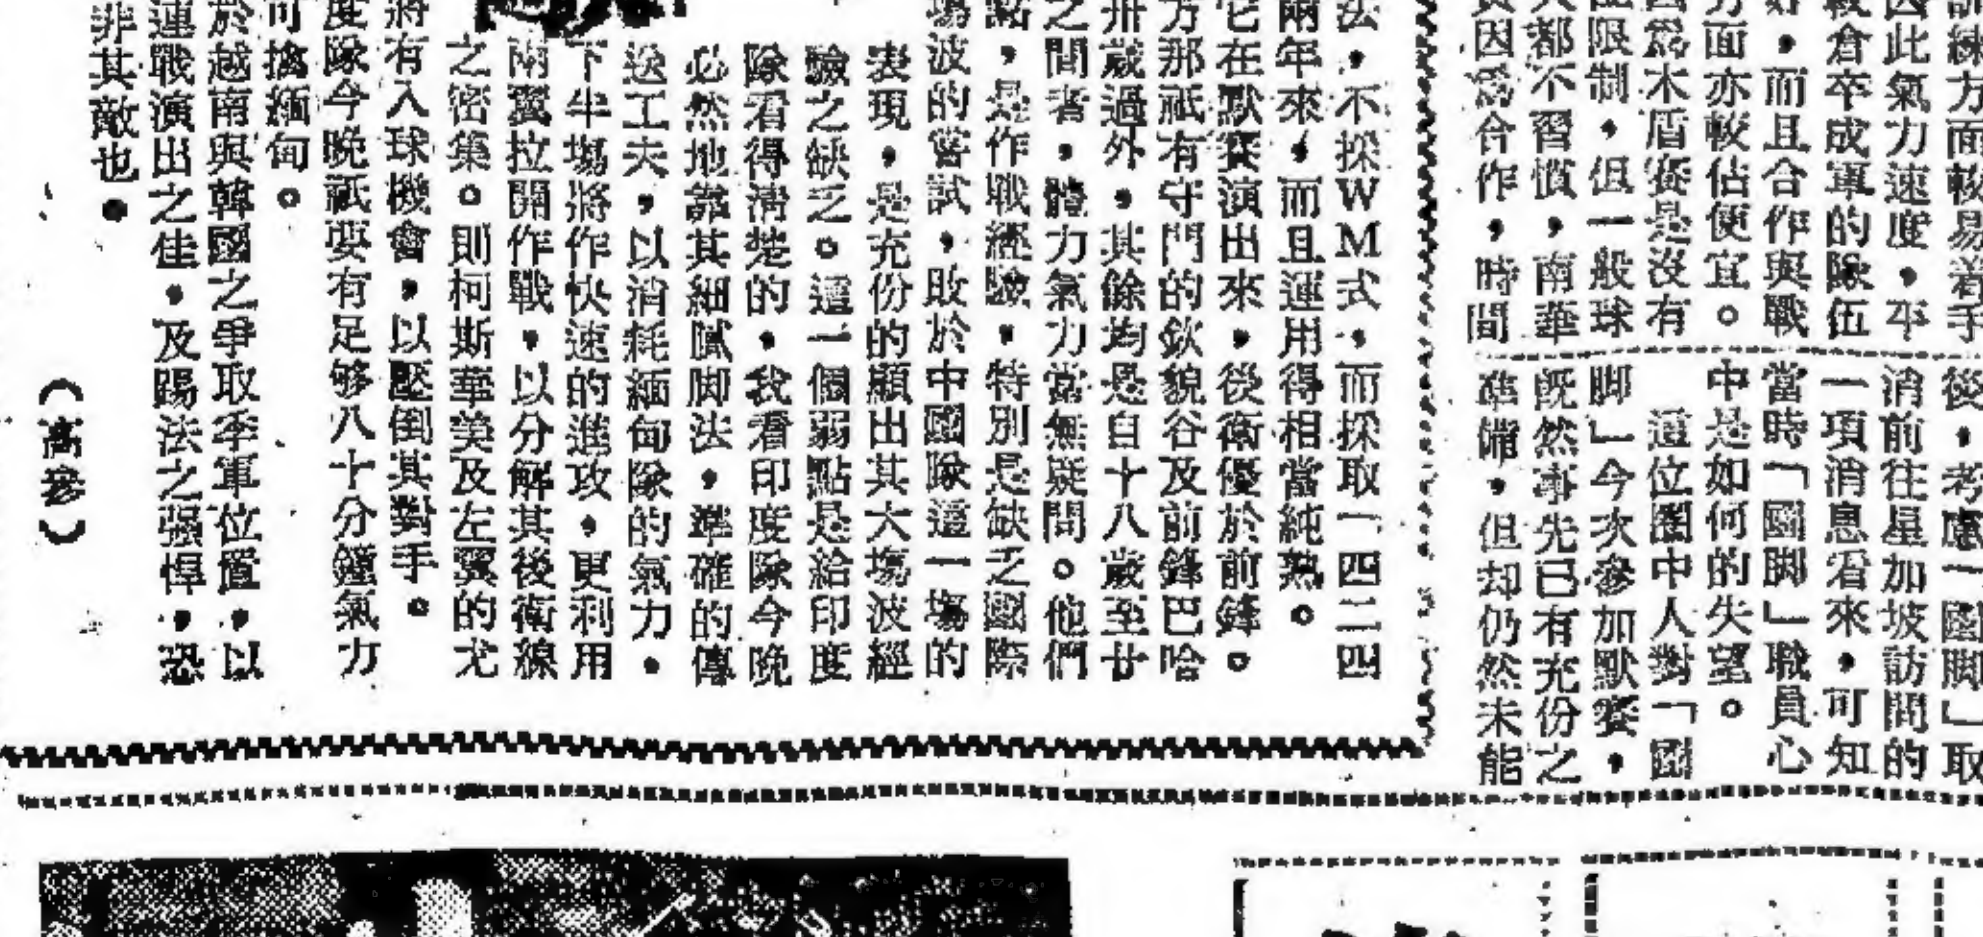 訓練方面較易着手
因此氣力速度，平
較倉卒成軍的隊伍
好，而且合作與戰
方面亦較佔便宜。
因爲木盾賽是沒有
限制，但一般球
人都不習慣，南華
員因爲合作，時間
後，考慮一國脚」取
消前往星加坡訪問的
一項消息看來，可知
當時「國脚」職員心
中是如何的失望。
這位圈中人對「國
脚」今次參加默賽，
既然事先已有充份之
準備，但却仍然未能
法，不採WM式，而採取「四二四
兩年來，而且運用得相當純熟。
它在默賽演出來，後衛優於前鋒。
方那祇有守門的欽貌谷及前鋒巴哈
卅歲過外，其餘均是自十八歲至廿
之間者，體力氣力當無疑問。他們
點，是作戰經驗，特別是缺乏國際
場波的嘗試，敗於中國隊這一場的
表現，是充份的顯出其大場波經
驗之缺乏。這一個弱點是給印度
隊看得清楚的，我看印度隊今晚
必然地靠其細膩脚法，準確的傳
送工夫，以消耗緬甸隊的氣力。
下半場將作快速的進攻，更利用
兩翼拉開作戰，以分解其後衛線
之密集。則柯斯華美及左翼的尤
將有入球機會，以壓倒其對手。
度隊今晚祇要有足够八十分鐘氣力
可擒緬甸。
於越南與韓國之爭取季軍位置，以
連戰演出之佳，及踢法之强悍，恐
非其敵也。
（高參）